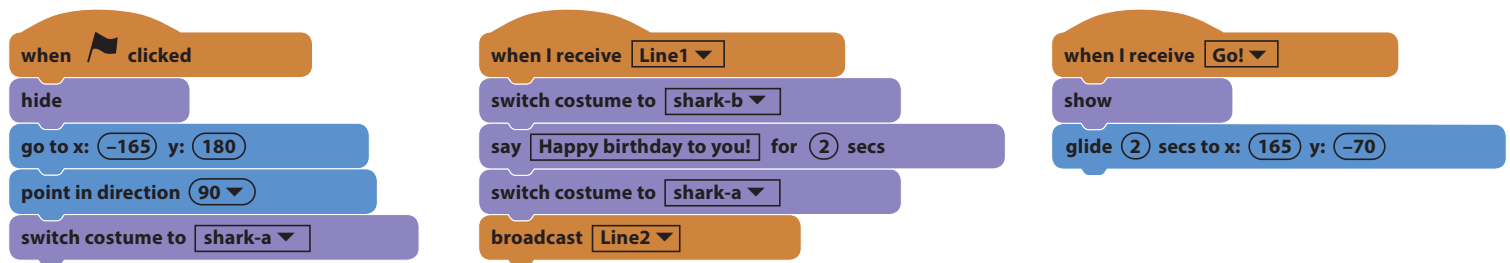 when clicked
hide
go to x: –165 y: 180
point in direction 90
switch costume to shark-a
when I receive Line1
switch costume to shark-b
say Happy birthday to you! for 2 secs
switch costume to shark-a
broadcast Line2
when I receive Go!
show
glide 2 secs to x: 165 y: –70